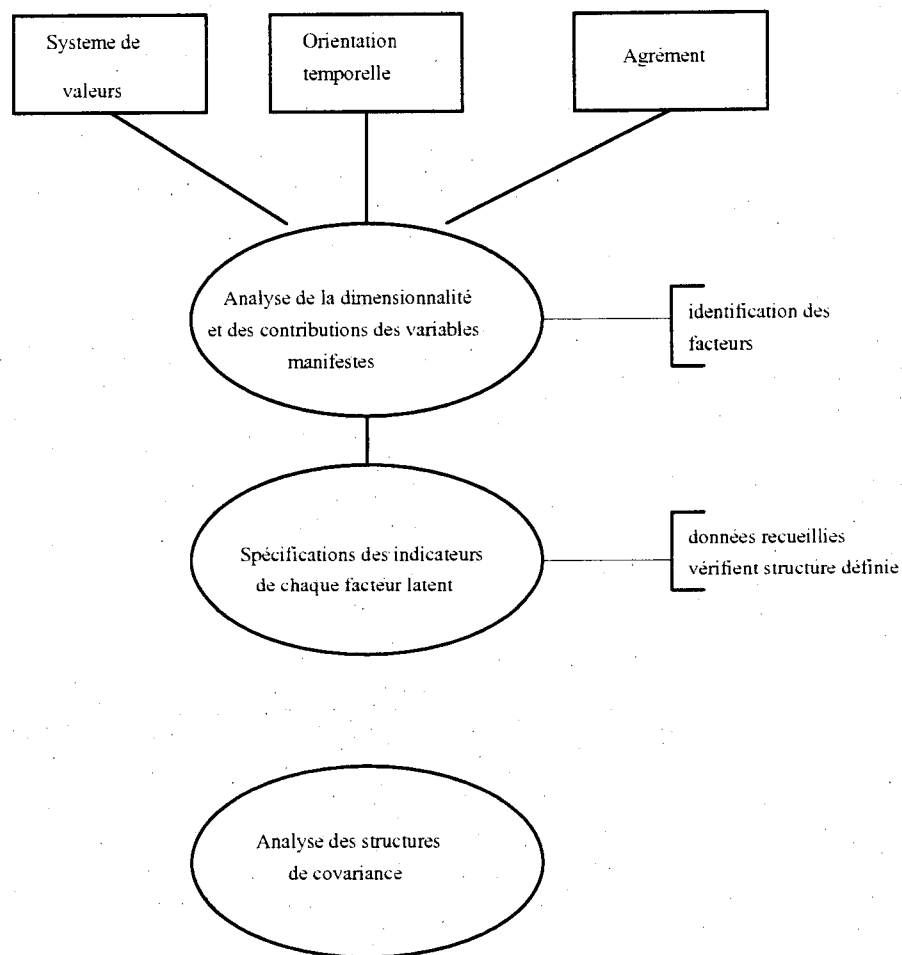 Systeme de
valeurs
Orientation
temporelle
Agrément
Analyse de la dimensionnalité
et des contributions des variables
manifestes
identification des
facteurs
Spécifications des indicateurs
de chaque facteur latent
données recueillies
vérifient structure définie
Analyse des structures
de covariance